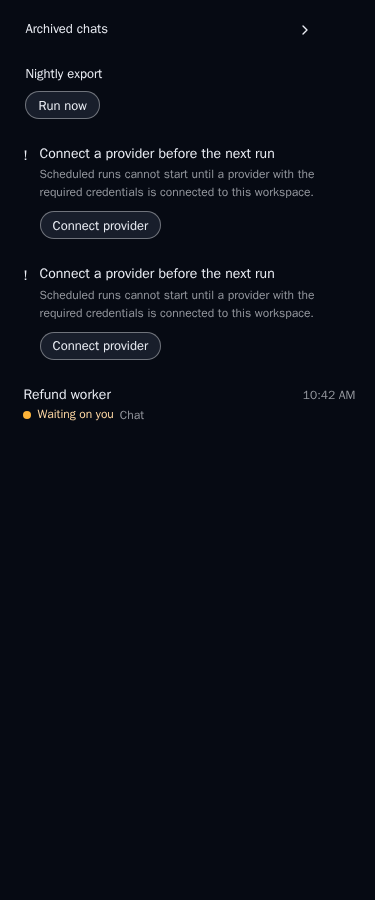 Archived chats
Nightly export
Run now
! Connect a provider before the next run
Scheduled runs cannot start until a provider with the
required credentials is connected to this workspace.
Connect provider
! Connect a provider before the next run
Scheduled runs cannot start until a provider with the
required credentials is connected to this workspace.
Connect provider
Refund worker 10:42 AM
Waiting on you Chat